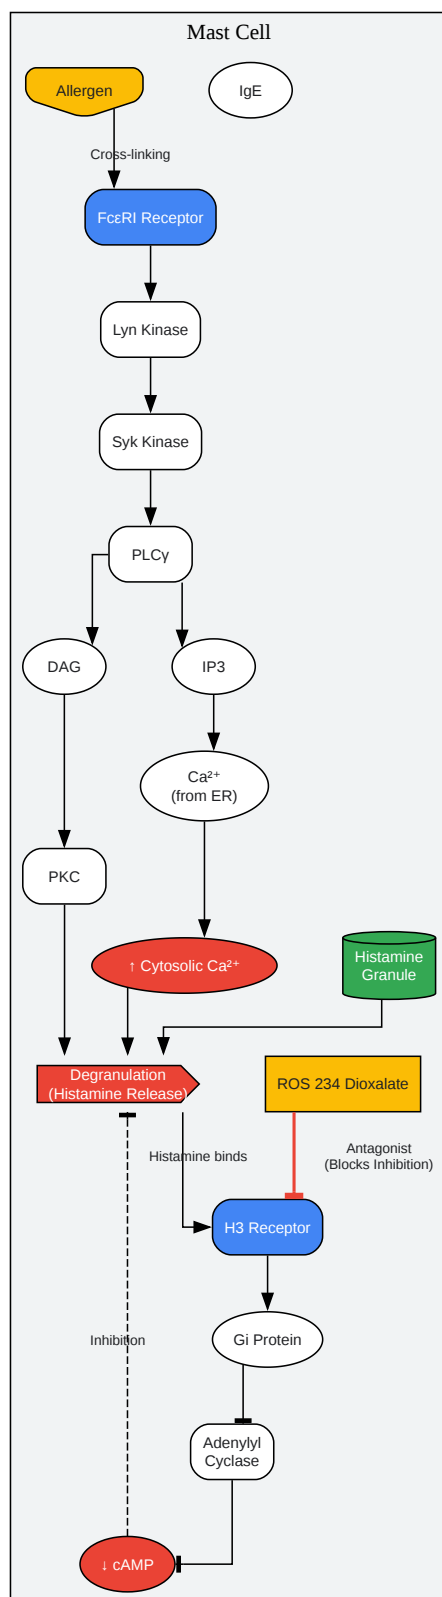 Mast Cell
Allergen
IgE
Cross-linking
FcεRI Receptor
Lyn Kinase
Syk Kinase
PLCγ
DAG
IP3
Ca²⁺
(from ER)
PKC
↑ Cytosolic Ca²⁺
Histamine
Granule
Degranulation
(Histamine Release)
ROS 234 Dioxalate
Histamine binds
Antagonist
(Blocks Inhibition)
H3 Receptor
Inhibition
Gi Protein
Adenylyl
Cyclase
↓ cAMP